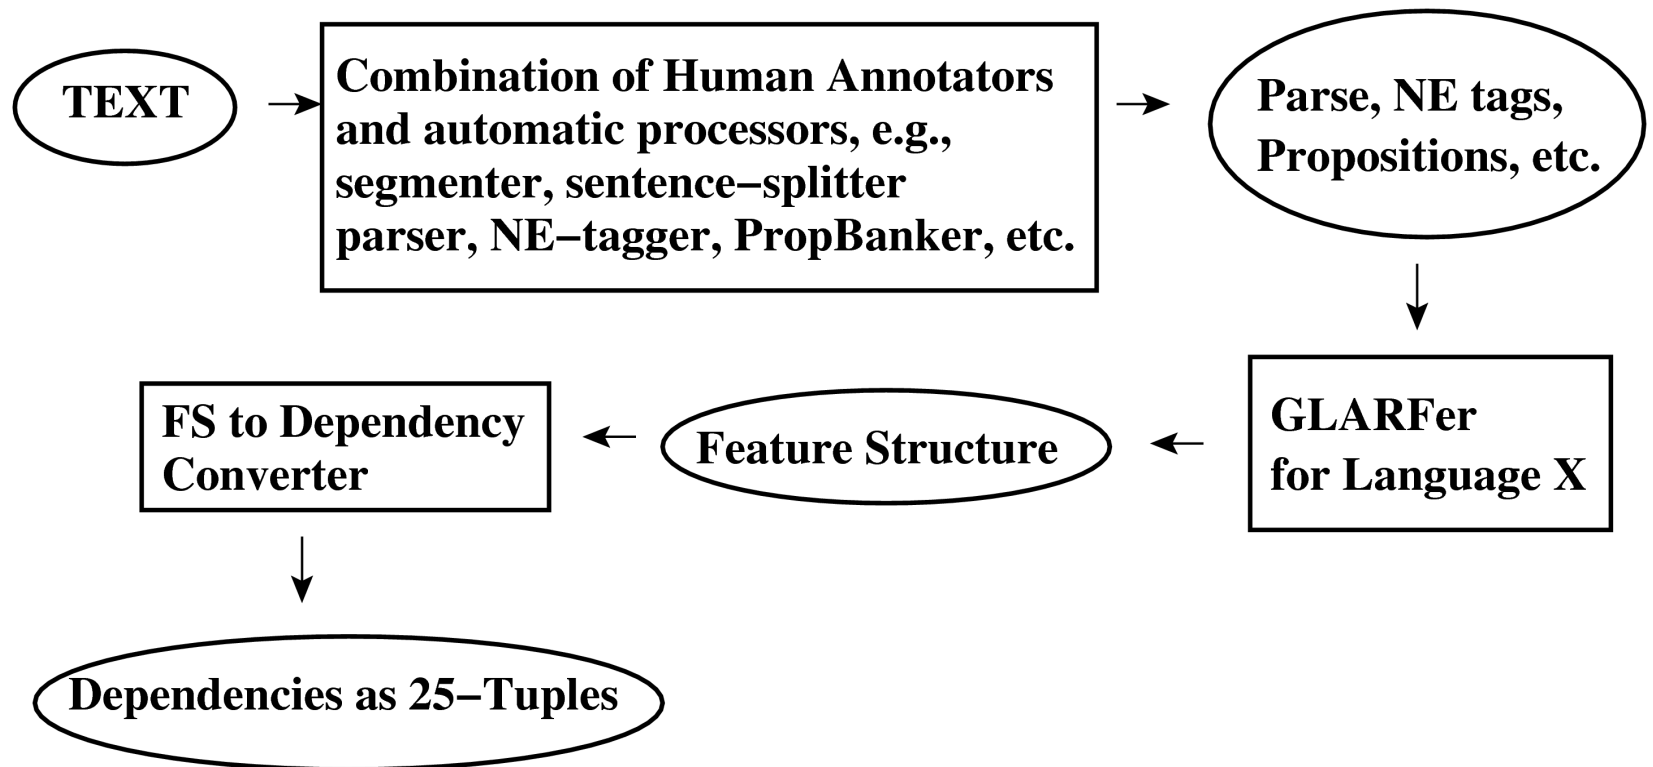 TEXT
Combination of Human Annotators
and automatic processors, e.g.,
segmenter, sentence−splitter
parser, NE−tagger, PropBanker, etc.
Parse, NE tags,
Propositions, etc.
GLARFer
for Language X
Feature Structure
FS to Dependency
Converter
Dependencies as 25−Tuples